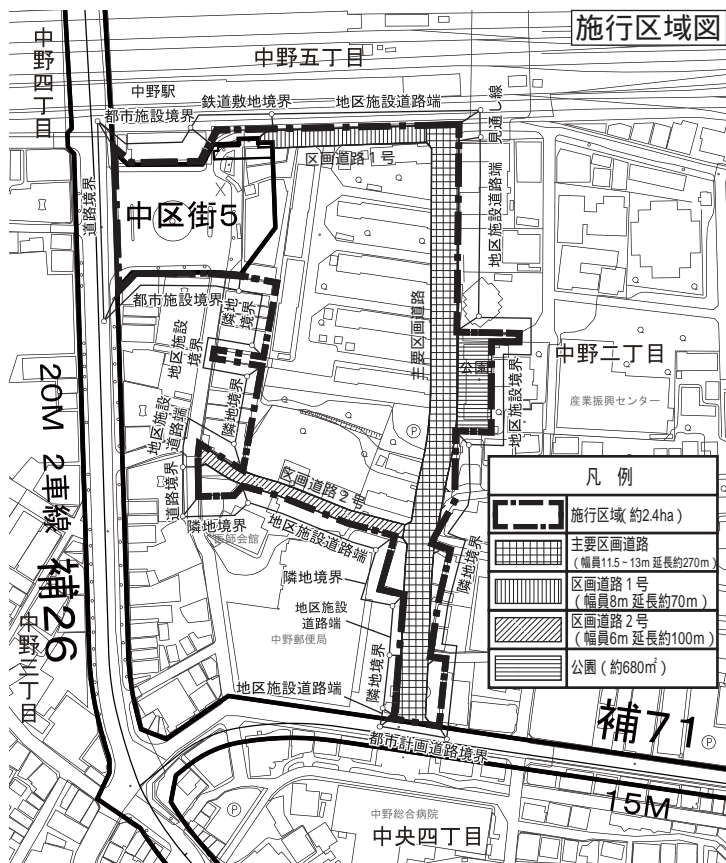 施行区域図
中野四丁目
中野五丁目
中野駅
鉄道敷地境界
地区施設道路端
見通し線
都市施設境界
区画道路1号
道路境界
中区街5
地区施設道路端
都市施設境界
隣地境界
地区施設境界
主要区画道路
公園
中野二丁目
地区施設境界
産業振興センター
隣地境界
地区施設道路端
P
20M 2車線 補26
道路境界
区画道路2号
隣地境界
医師会館
地区施設道路端
隣地境界
隣地境界
地区施設道路端
中野郵便局
中野三丁目
隣地境界
地区施設道路端
都市計画道路境界
補71
P
15M
P
中野総合病院
中央四丁目
凡 例
施行区域(約2.4ha)
主要区画道路
(幅員11.5~13m 延長約270m)
区画道路1号
(幅員8m 延長約70m)
区画道路2号
(幅員6m 延長約100m)
公園(約680㎡)